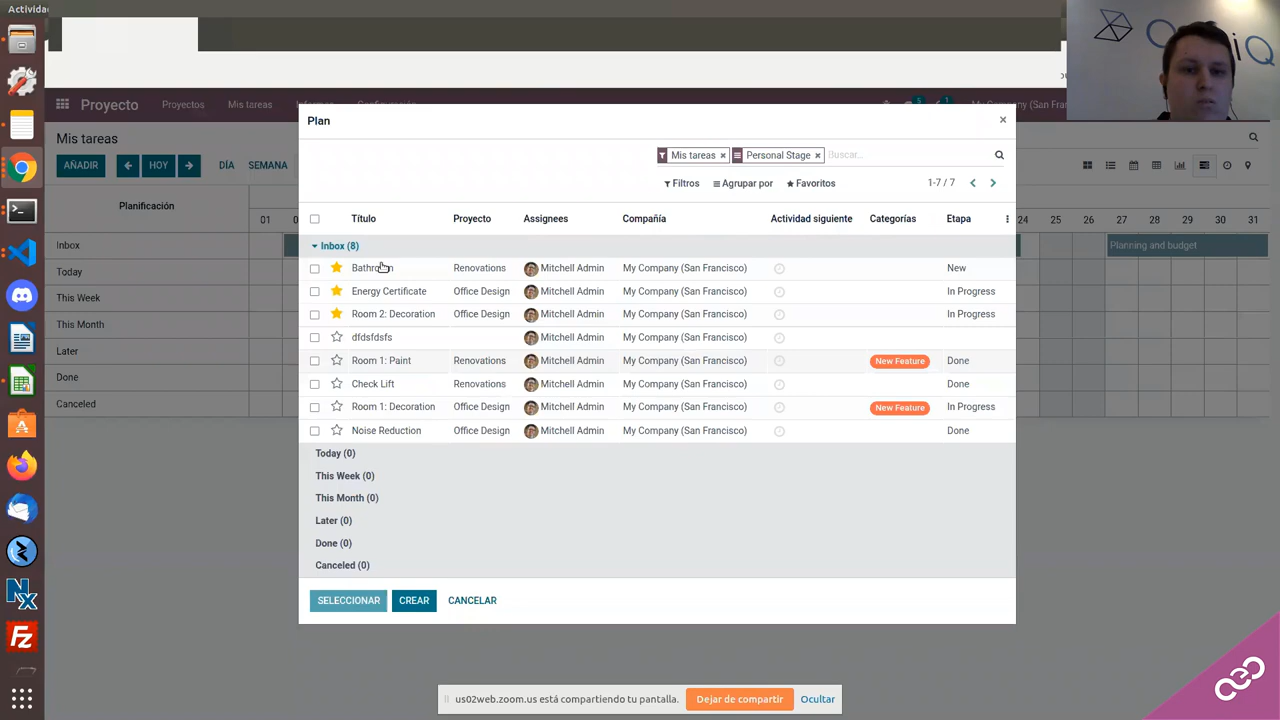 Actividad
Proyecto Proyectos Mis tareas Informes Configuración 5 1 My Company (San Fran
Mis tareas
AÑADIR HOY DÍA SEMANA
Planificación 01 24 25 26 27 28 29 30 31
Inbox Planning and budget
Today
This Week
This Month
Later
Done
Canceled
Plan ×
Mis tareas × Personal Stage × Buscar...
Filtros Agrupar por Favoritos 1-7 / 7
Título Proyecto Assignees Compañía Actividad siguiente Categorías Etapa
Inbox (8)
Bathroom Renovations Mitchell Admin My Company (San Francisco) New
Energy Certificate Office Design Mitchell Admin My Company (San Francisco) In Progress
Room 2: Decoration Office Design Mitchell Admin My Company (San Francisco) In Progress
dfdsfdsfs Mitchell Admin My Company (San Francisco)
Room 1: Paint Renovations Mitchell Admin My Company (San Francisco) New Feature Done
Check Lift Renovations Mitchell Admin My Company (San Francisco) Done
Room 1: Decoration Office Design Mitchell Admin My Company (San Francisco) New Feature In Progress
Noise Reduction Office Design Mitchell Admin My Company (San Francisco) Done
Today (0)
This Week (0)
This Month (0)
Later (0)
Done (0)
Canceled (0)
SELECCIONAR CREAR CANCELAR
us02web.zoom.us está compartiendo tu pantalla. Dejar de compartir Ocultar